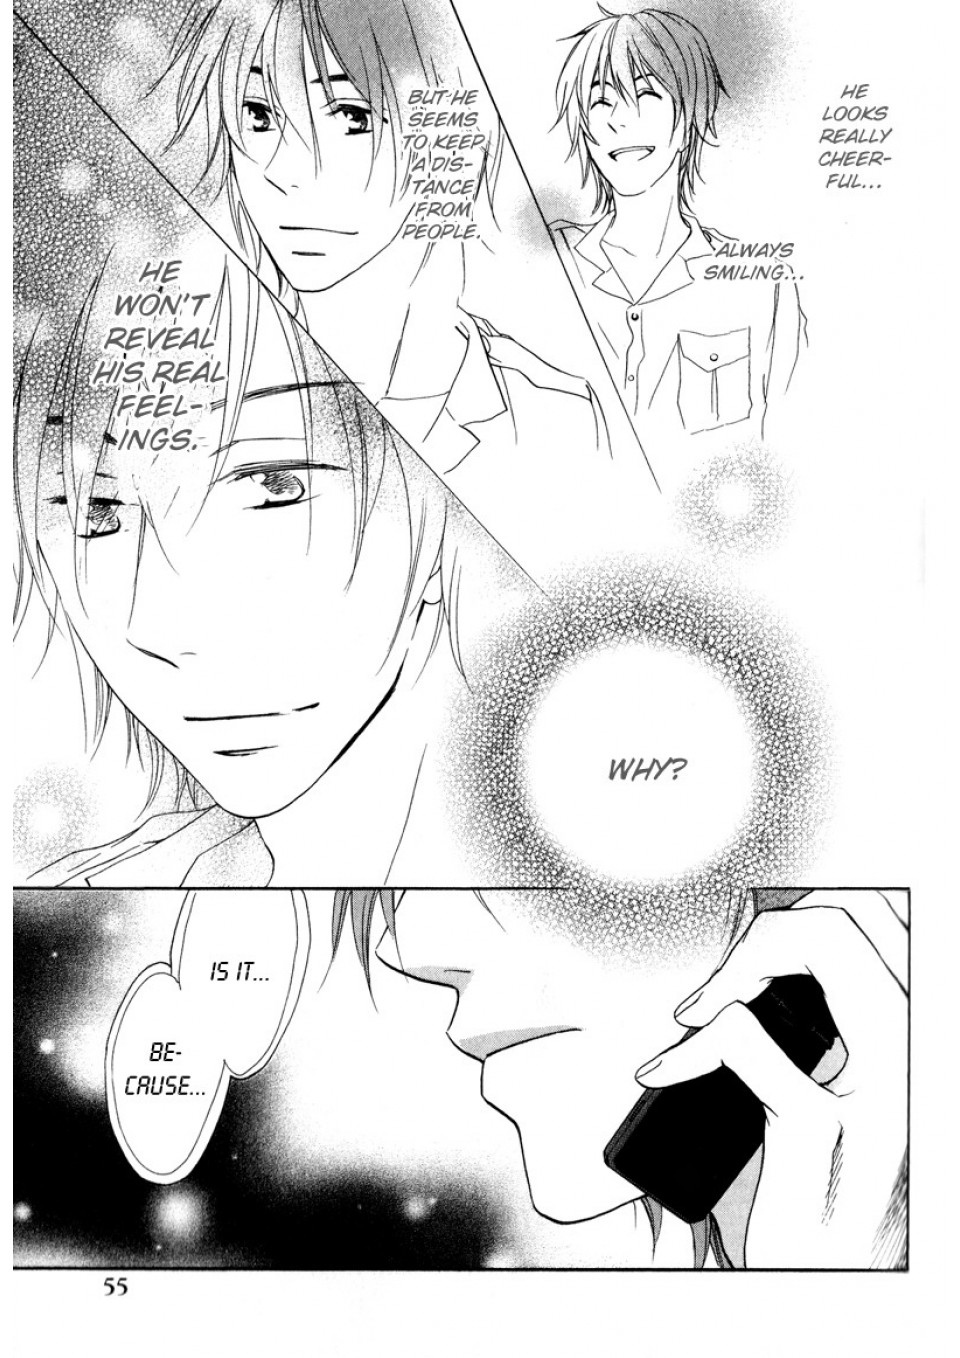 HE
LOOKS
REALLY
CHEER-
FUL...
ALWAYS
SMILING...
BUT HE
SEEMS
TO KEEP
A DIS-
TANCE
FROM
PEOPLE.
HE
WON'T
REVEAL
HIS REAL
FEEL-
INGS.
WHY?
IS IT...
BE-
CAUSE...
55